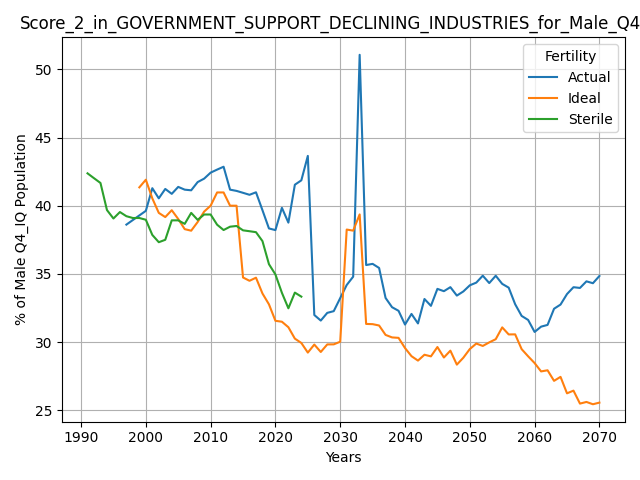 Score_2_in_GOVERNMENT_SUPPORT_DECLINING_INDUSTRIES_for_Male_Q4
Fertility
Actual
Ideal
Sterile
% of Male Q4_IQ Population
50
45
40
35
30
25
1990 2000 2010 2020 2030 2040 2050 2060 2070
Years